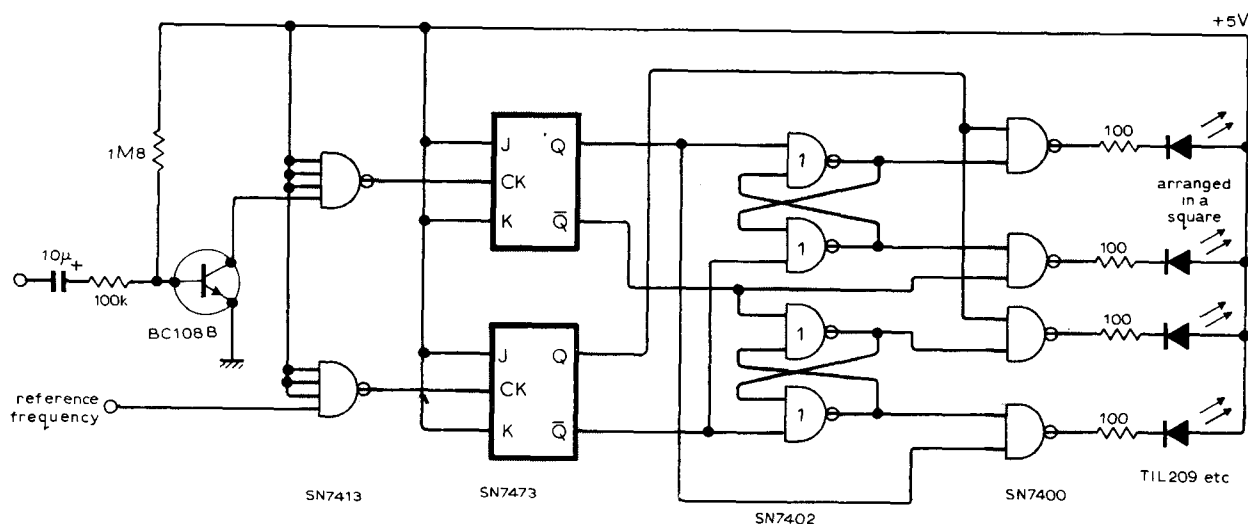 +5V
1M8
10μ
+
100k
BC108B
reference
frequency
J
Q
CK
K
Q̅
J
Q
CK
K
Q̅
1
1
1
1
100
100
100
100
arranged
in a
square
SN7413
SN7473
SN7402
SN7400
TIL209 etc